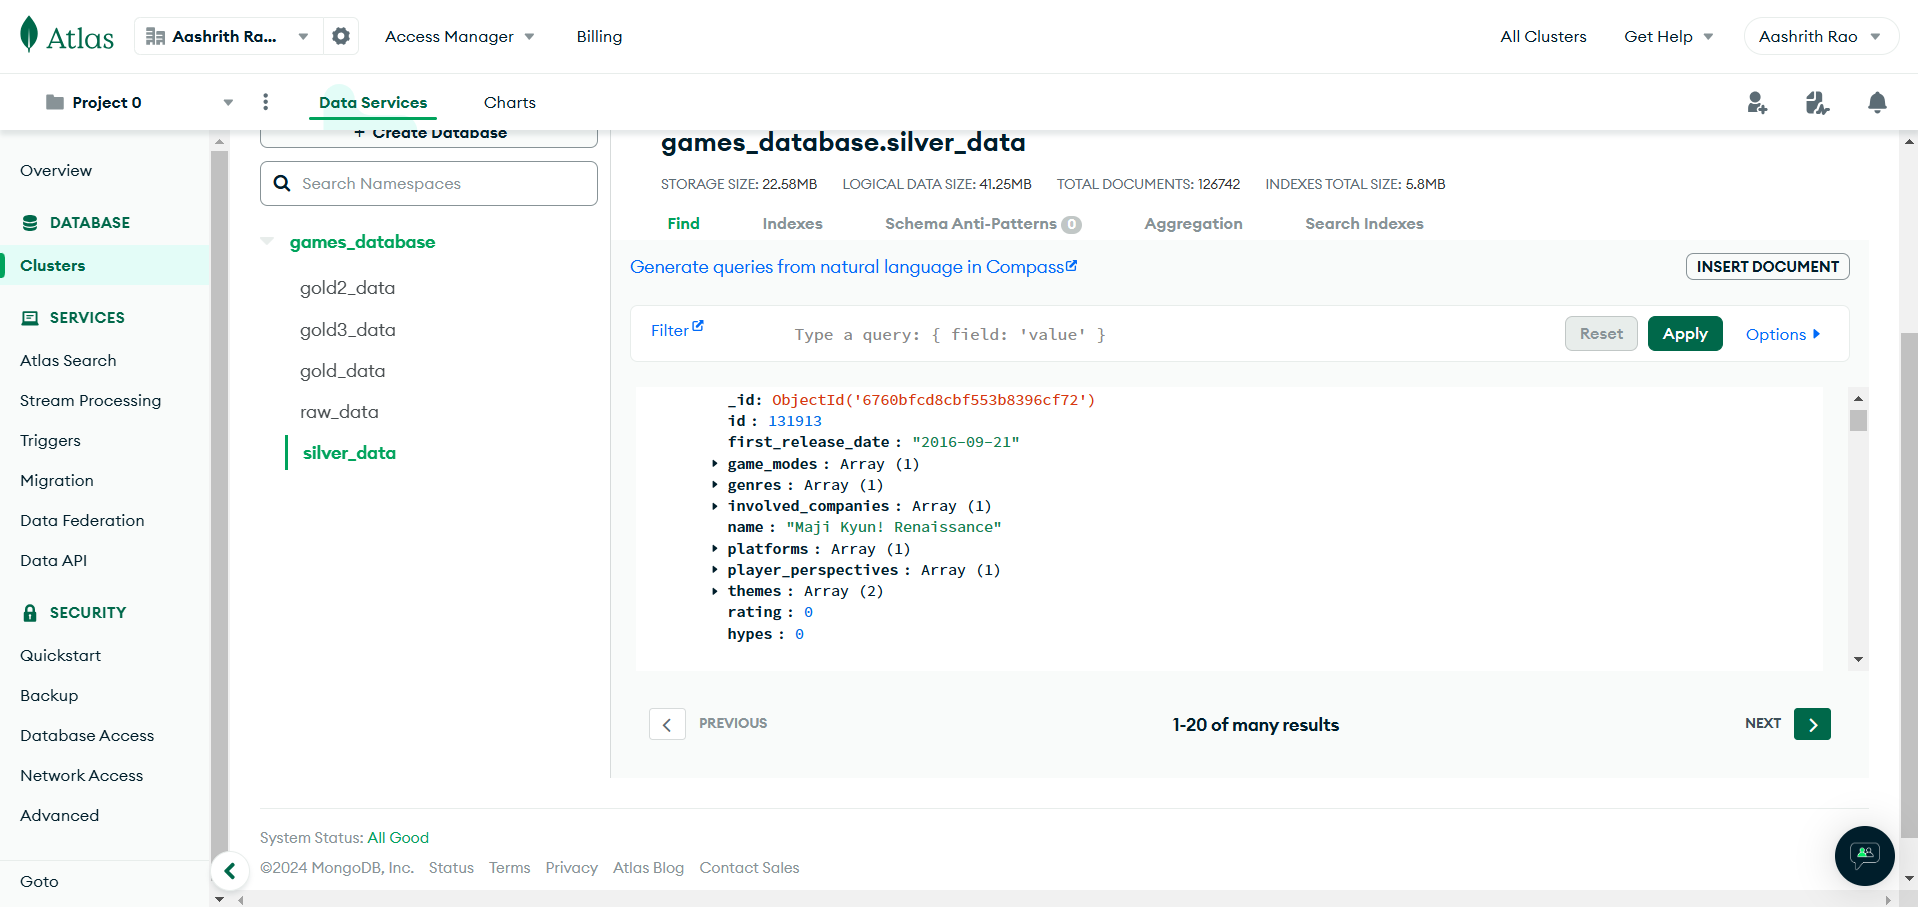 Atlas
Aashrith Ra...
Access Manager
Billing
All Clusters
Get Help
Aashrith Rao
Project 0
Data Services
Charts
Overview
DATABASE
Clusters
SERVICES
Atlas Search
Stream Processing
Triggers
Migration
Data Federation
Data API
SECURITY
Quickstart
Backup
Database Access
Network Access
Advanced
Goto
+ Create Database
Search Namespaces
games_database
gold2_data
gold3_data
gold_data
raw_data
silver_data
games_database.silver_data
STORAGE SIZE: 22.58MB LOGICAL DATA SIZE: 41.25MB TOTAL DOCUMENTS: 126742 INDEXES TOTAL SIZE: 5.8MB
Find Indexes Schema Anti-Patterns 0 Aggregation Search Indexes
Generate queries from natural language in Compass
INSERT DOCUMENT
Filter
Type a query: { field: 'value' }
Reset
Apply
Options
_id: ObjectId('6760bfcd8cbf553b8396cf72')
id : 131913
first_release_date : "2016-09-21"
game_modes : Array (1)
genres : Array (1)
involved_companies : Array (1)
name : "Maji Kyun! Renaissance"
platforms : Array (1)
player_perspectives : Array (1)
themes : Array (2)
rating : 0
hypes : 0
PREVIOUS
1-20 of many results
NEXT
System Status: All Good
©2024 MongoDB, Inc. Status Terms Privacy Atlas Blog Contact Sales